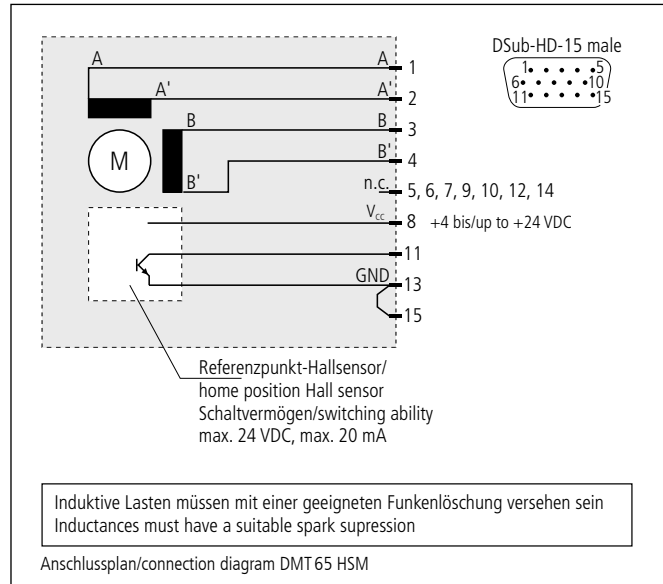 DSub-HD-15 male
1 5
6 10
11 15
A A 1
A' A' 2
B B 3
B' B' 4
M
n.c. 5, 6, 7, 9, 10, 12, 14
Vcc 8 +4 bis/up to +24 VDC
11
GND 13
15
Referenzpunkt-Hallsensor/
home position Hall sensor
Schaltvermögen/switching ability
max. 24 VDC, max. 20 mA
Induktive Lasten müssen mit einer geeigneten Funkenlöschung versehen sein
Inductances must have a suitable spark supression
Anschlussplan/connection diagram DMT 65 HSM